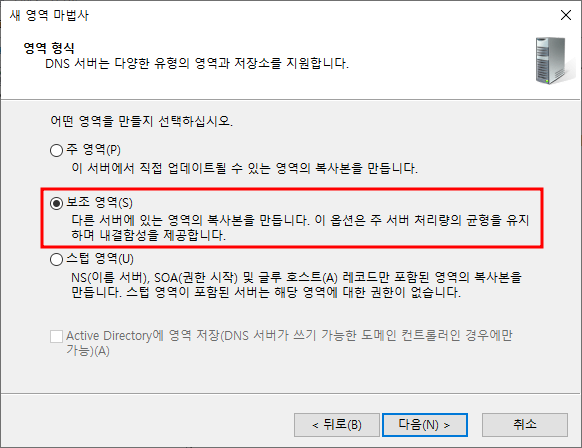 새 영역 마법사
영역 형식
DNS 서버는 다양한 유형의 영역과 저장소를 지원합니다.
어떤 영역을 만들지 선택하십시오.
주 영역(P)
이 서버에서 직접 업데이트될 수 있는 영역의 복사본을 만듭니다.
보조 영역(S)
다른 서버에 있는 영역의 복사본을 만듭니다. 이 옵션은 주 서버 처리량의 균형을 유지
하며 내결함성을 제공합니다.
스텁 영역(U)
NS(이름 서버), SOA(권한 시작) 및 글루 호스트(A) 레코드만 포함된 영역의 복사본을
만듭니다. 스텁 영역이 포함된 서버는 해당 영역에 대한 권한이 없습니다.
Active Directory에 영역 저장(DNS 서버가 쓰기 가능한 도메인 컨트롤러인 경우에만
가능)(A)
< 뒤로(B)
다음(N) >
취소